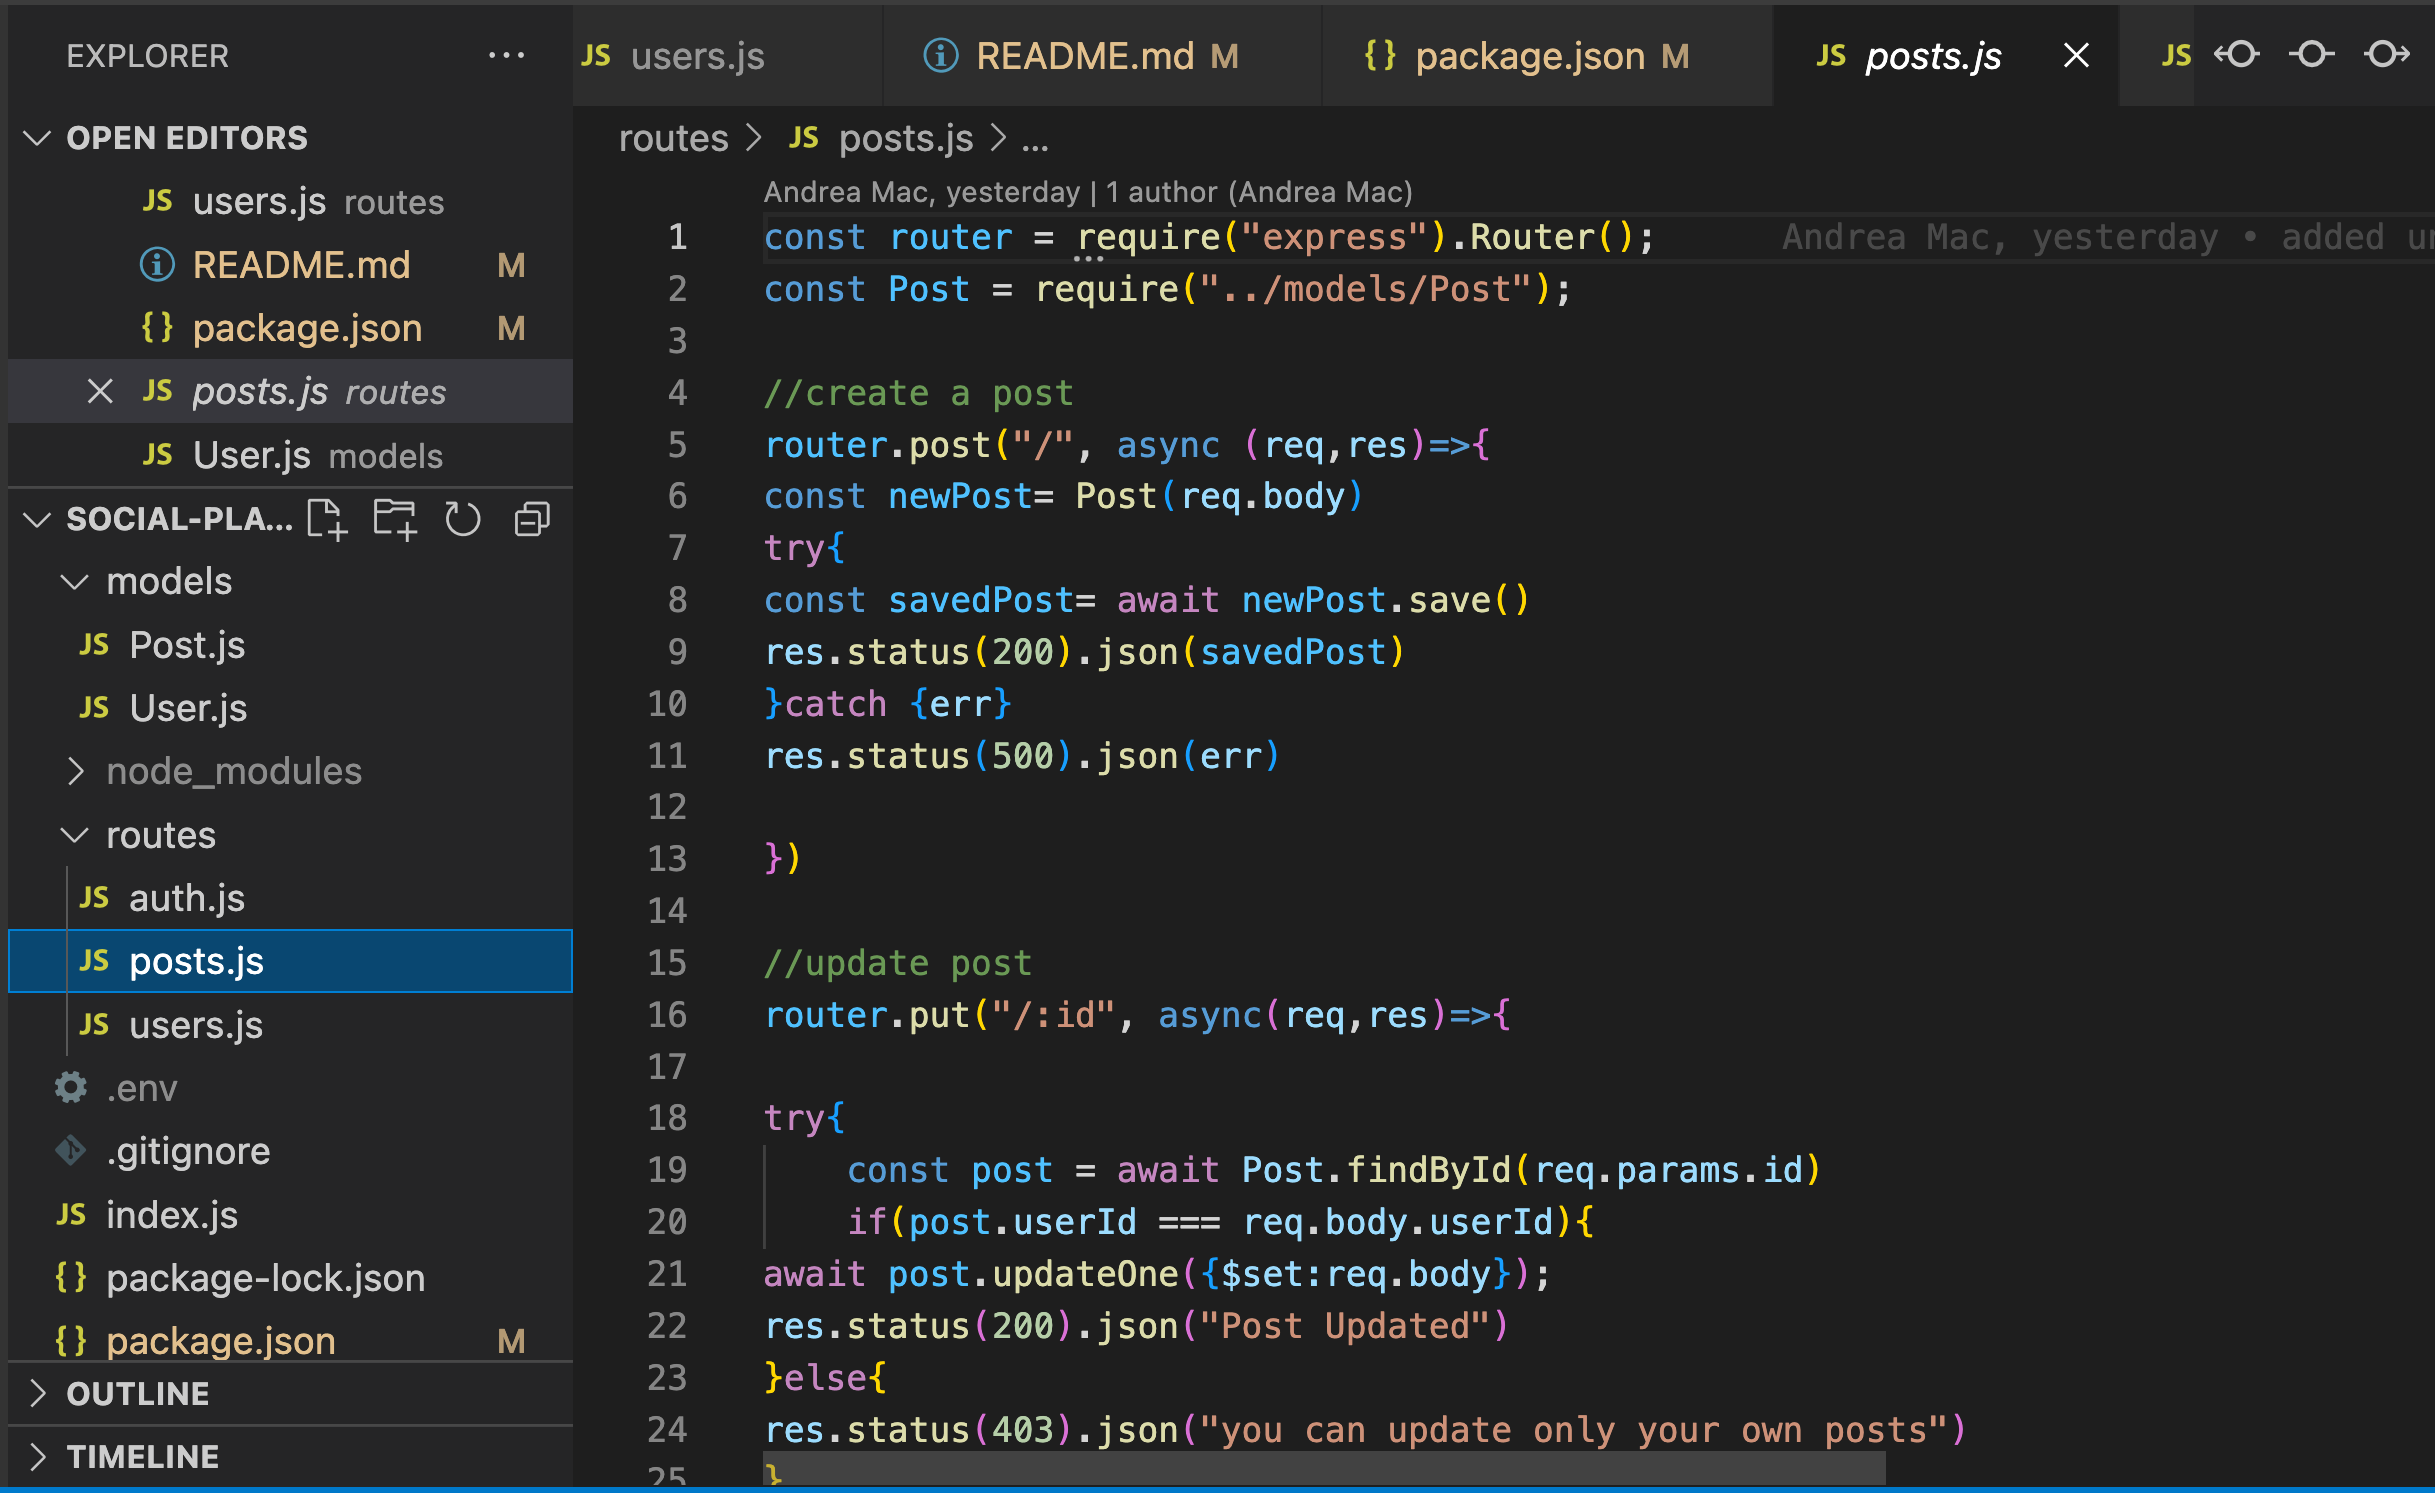 EXPLORER
OPEN EDITORS
JS users.js routes
README.md M
{} package.json M
JS posts.js routes
JS User.js models
SOCIAL-PLA...
models
JS Post.js
JS User.js
node_modules
routes
JS auth.js
JS posts.js
JS users.js
.env
.gitignore
JS index.js
{} package-lock.json
{} package.json M
OUTLINE
TIMELINE
JS users.js
README.md M
{} package.json M
JS posts.js
JS
routes > JS posts.js > ...
Andrea Mac, yesterday | 1 author (Andrea Mac)
1 const router = require("express").Router(); Andrea Mac, yesterday • added
2 const Post = require("../models/Post");
3
4 //create a post
5 router.post("/", async (req,res)=>{
6 const newPost= Post(req.body)
7 try{
8 const savedPost= await newPost.save()
9 res.status(200).json(savedPost)
10 }catch {err}
11 res.status(500).json(err)
12
13 })
14
15 //update post
16 router.put("/:id", async(req,res)=>{
17
18 try{
19 const post = await Post.findById(req.params.id)
20 if(post.userId === req.body.userId){
21 await post.updateOne({$set:req.body});
22 res.status(200).json("Post Updated")
23 }else{
24 res.status(403).json("you can update only your own posts")
25 }